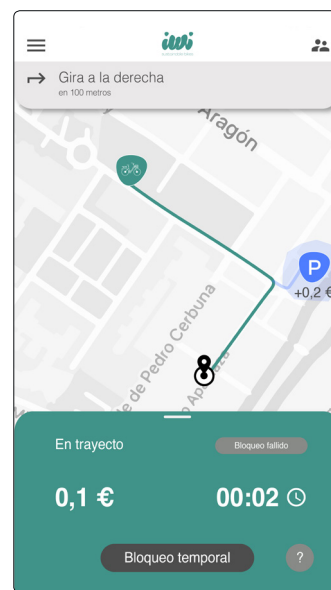 iwi
Gira a la derecha
en 100 metros
Aragón
P
+0,2 €
e de Pedro Cerbuna
En trayecto
Bloqueo fallido
0,1 €
00:02
Bloqueo temporal
?